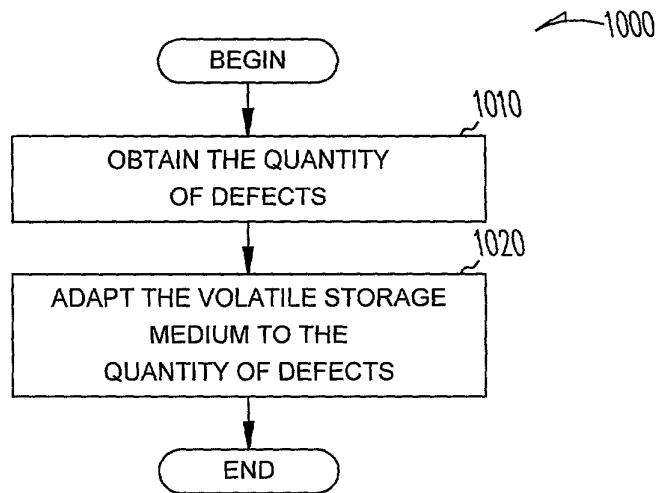 1000
BEGIN
1010
OBTAIN THE QUANTITY
OF DEFECTS
1020
ADAPT THE VOLATILE STORAGE
MEDIUM TO THE
QUANTITY OF DEFECTS
END